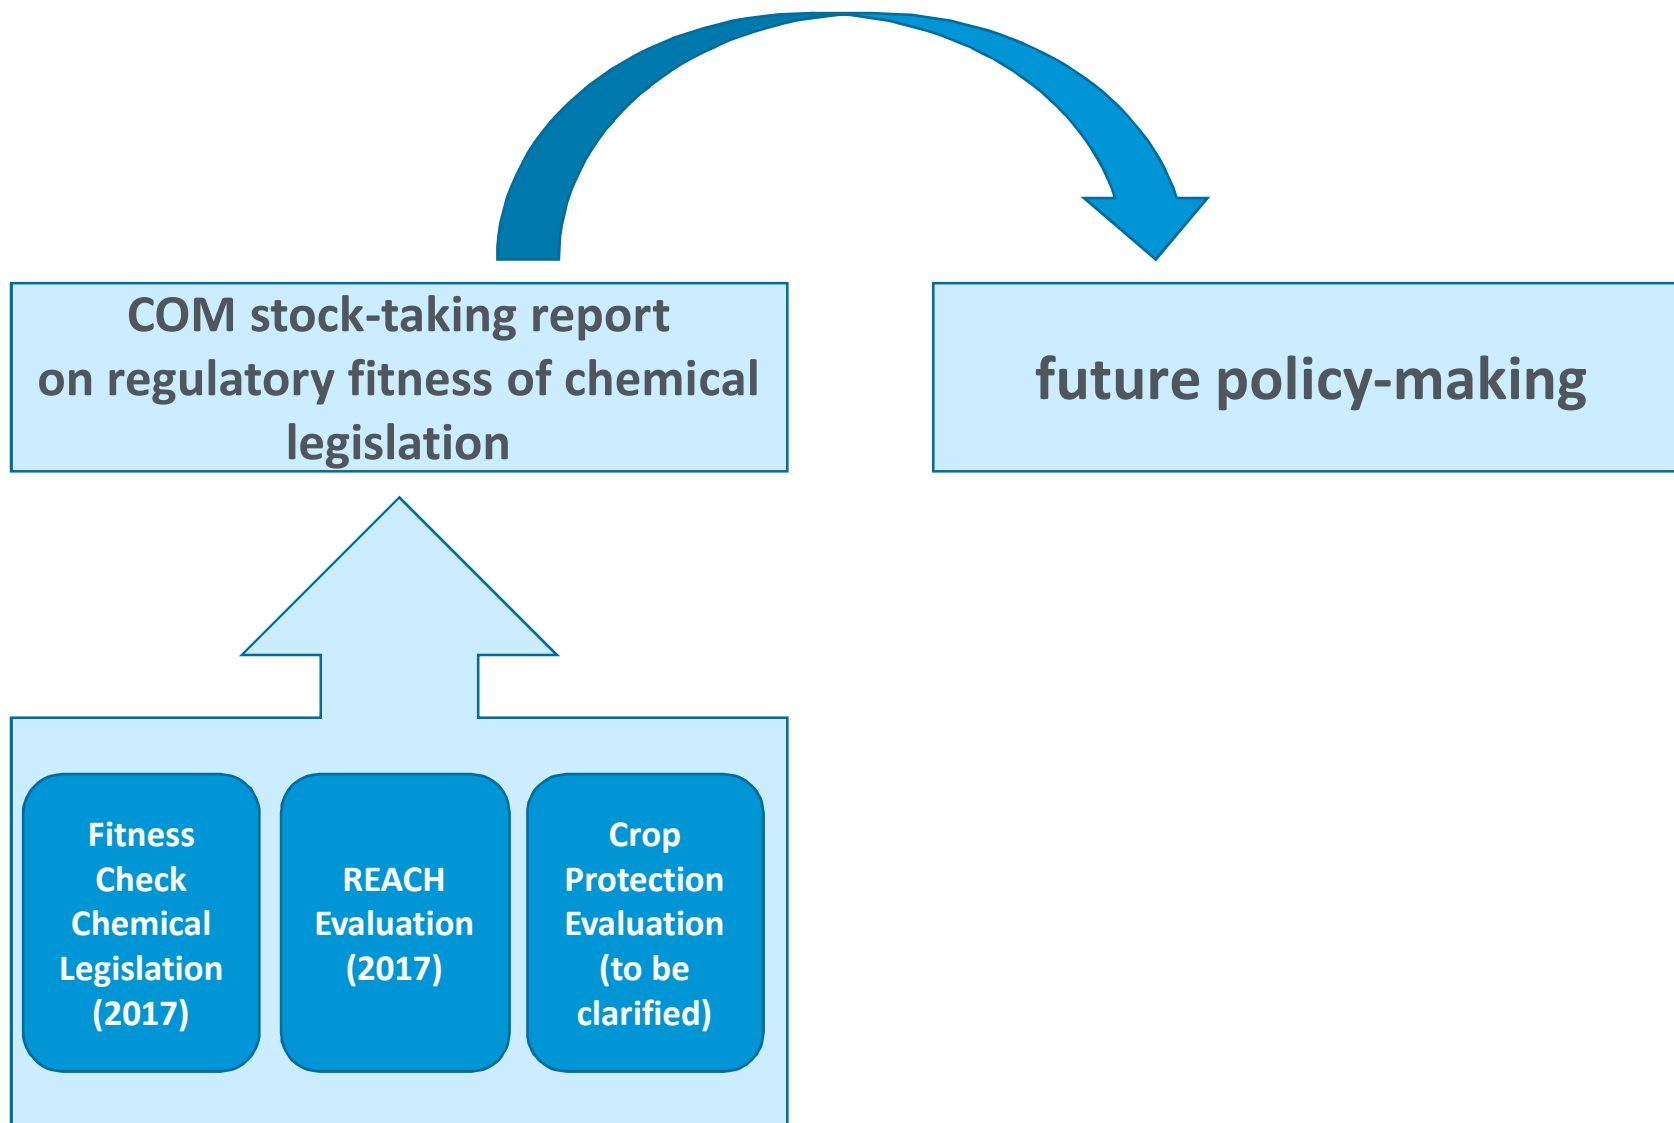 COM stock-taking report
on regulatory fitness of chemical
legislation
future policy-making
Fitness
Check
Chemical
Legislation
(2017)
REACH
Evaluation
(2017)
Crop
Protection
Evaluation
(to be
clarified)